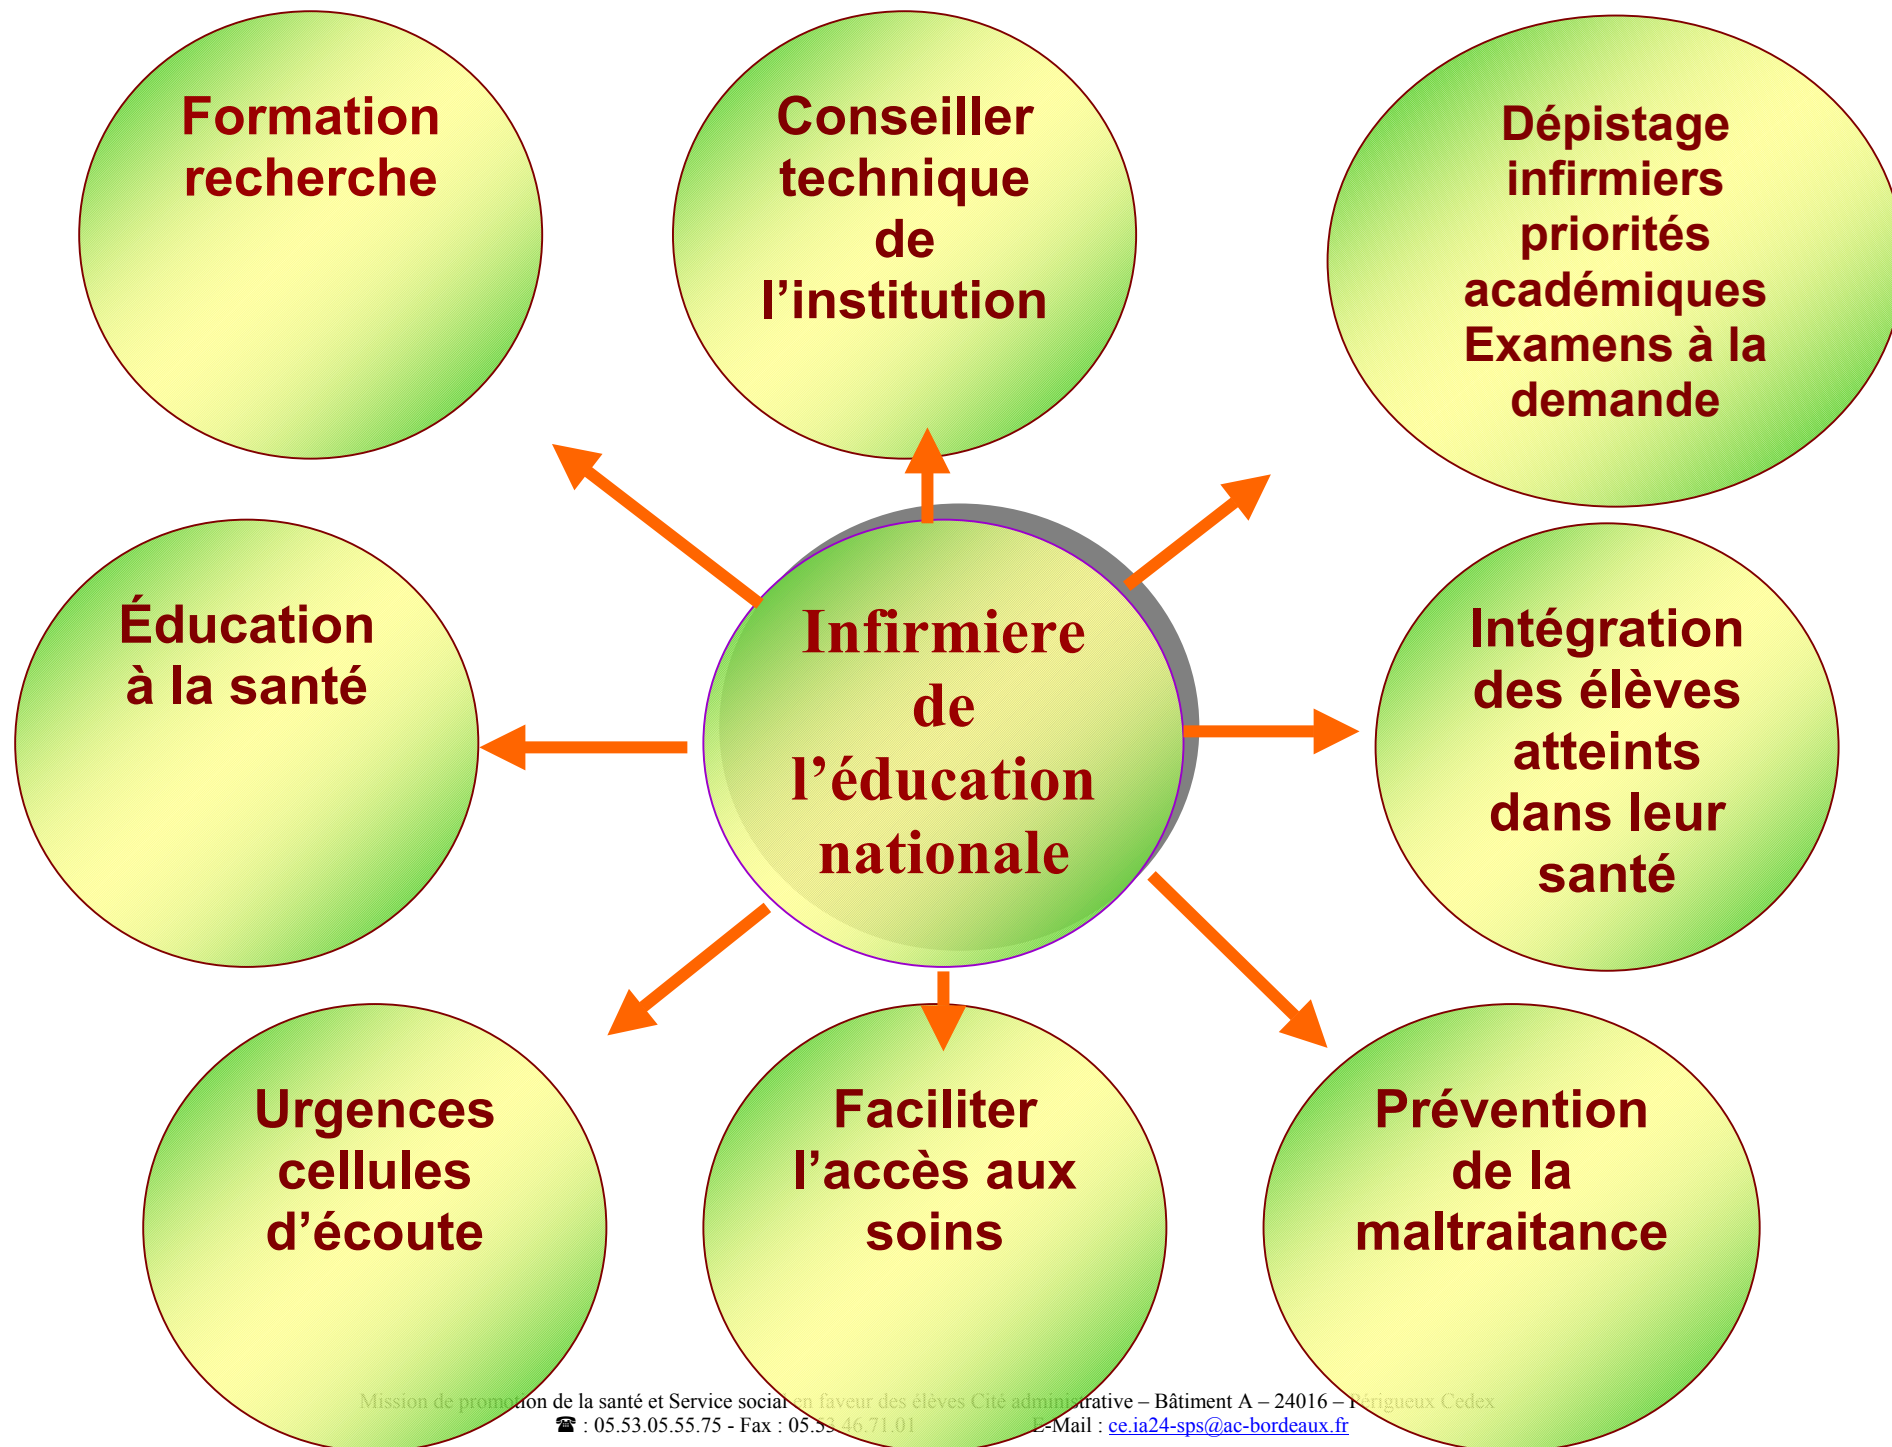 Formation
recherche
Conseiller
technique
de
l’institution
Dépistage
infirmiers
priorités
académiques
Examens à la
demande
Éducation
à la santé
Infirmiere
de
l’éducation
nationale
Intégration
des élèves
atteints
dans leur
santé
Urgences
cellules
d’écoute
Faciliter
l’accès aux
soins
Prévention
de la
maltraitance
Mission de promotion de la santé et Service social en faveur des élèves Cité administrative – Bâtiment A – 24016 – Périgueux Cedex
☎ : 05.53.05.55.75 - Fax : 05.53.46.71.01 E-Mail : ce.ia24-sps@ac-bordeaux.fr